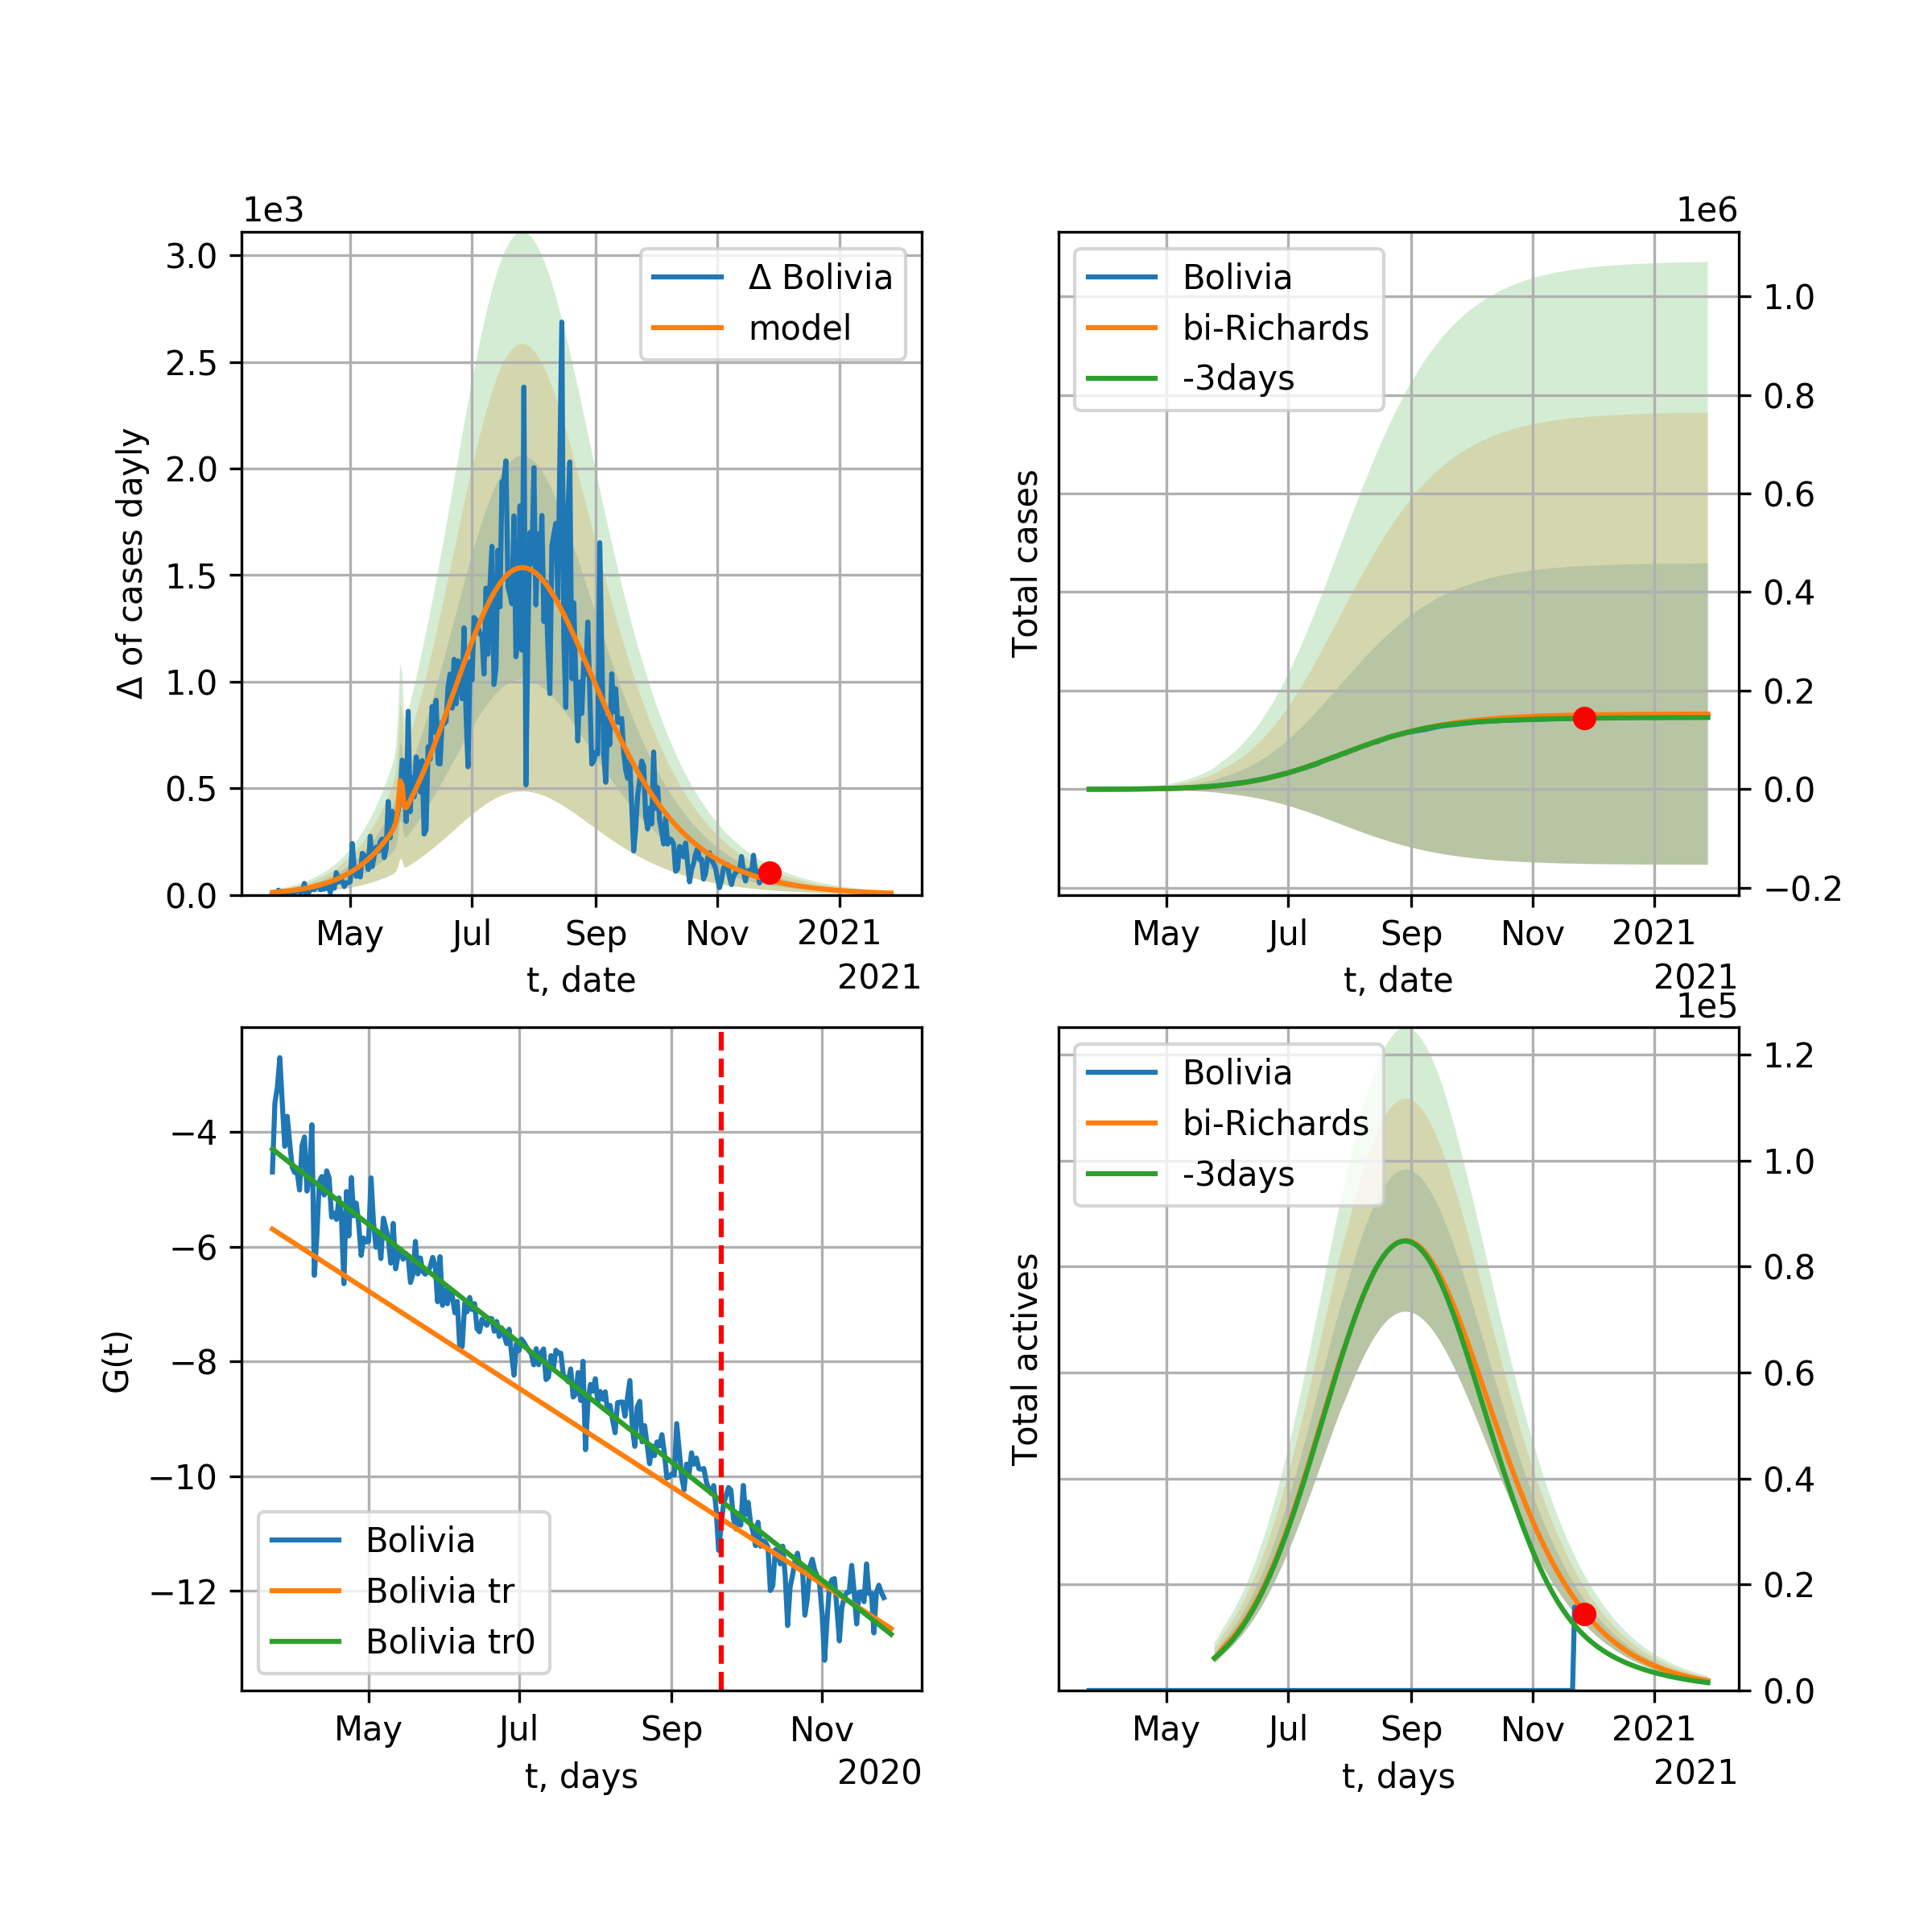 1e3
3.0
2.5
2.0
1.5
1.0
0.5
0.0
Δ of cases dayly
Δ Bolivia
model
May Jul Sep Nov 2021
t, date
2021
1e6
Total cases
Bolivia
bi-Richards
-3days
1.0
0.8
0.6
0.4
0.2
0.0
−0.2
May Jul Sep Nov 2021
t, date
2021
G(t)
−4
−6
−8
−10
−12
Bolivia
Bolivia tr
Bolivia tr0
May Jul Sep Nov
t, days
2020
1e5
Total actives
Bolivia
bi-Richards
-3days
1.2
1.0
0.8
0.6
0.4
0.2
0.0
May Jul Sep Nov 2021
t, days
2021